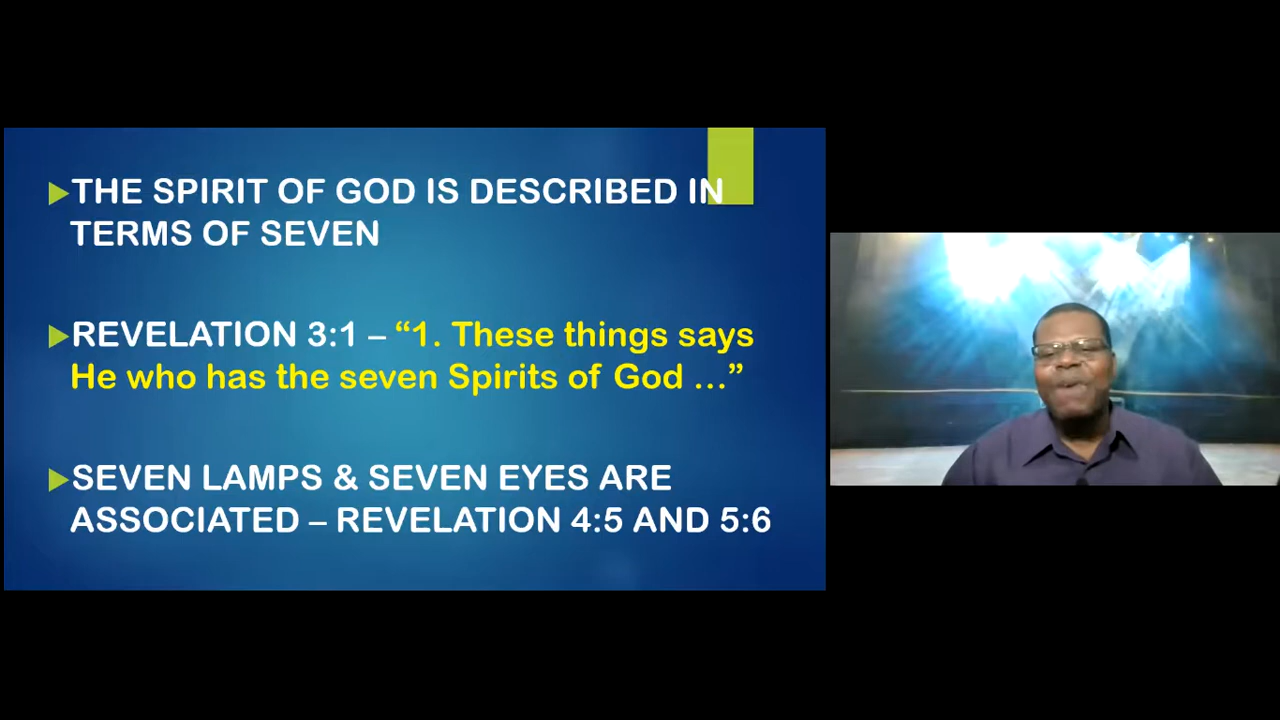 THE SPIRIT OF GOD IS DESCRIBED IN
TERMS OF SEVEN
REVELATION 3:1 – “1. These things says
He who has the seven Spirits of God ...”
SEVEN LAMPS & SEVEN EYES ARE
ASSOCIATED – REVELATION 4:5 AND 5:6